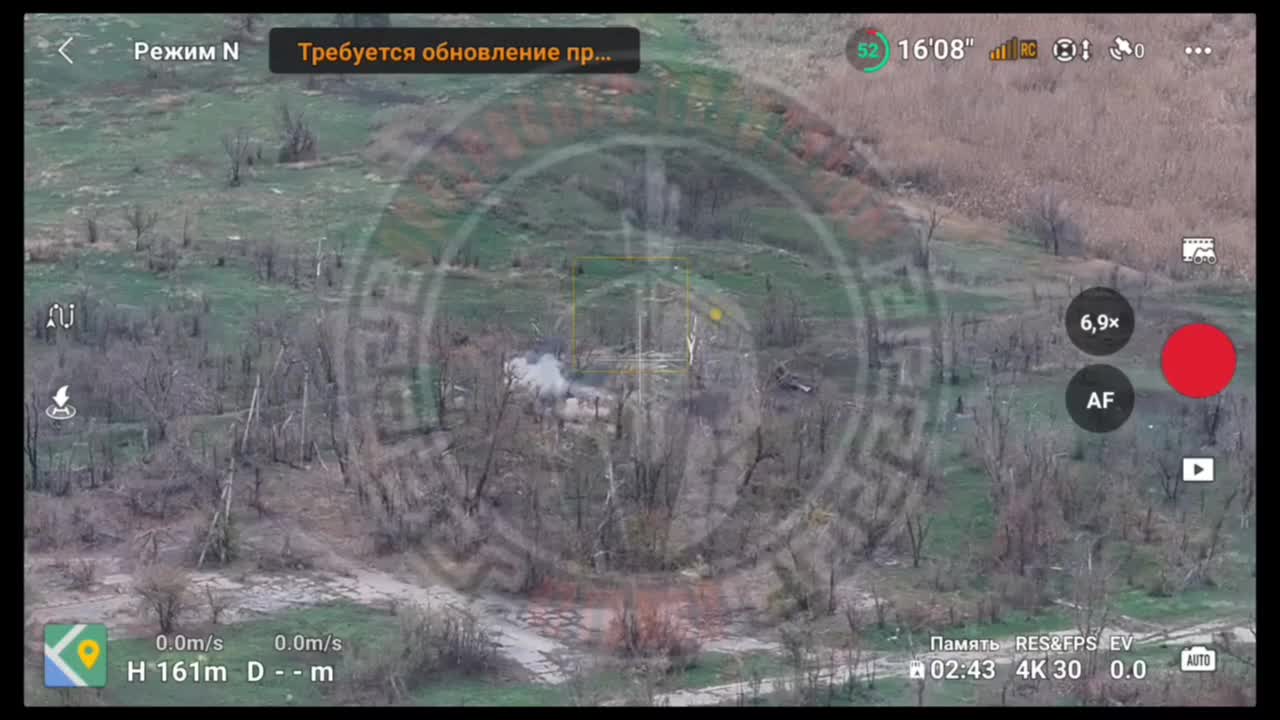 Режим N
Требуется обновление пр...
52
16'08"
RC
0
6,9×
AF
0.0m/s 0.0m/s
H 161m D - - m
Память RES&FPS EV
02:43 4K 30 0.0
AUTO